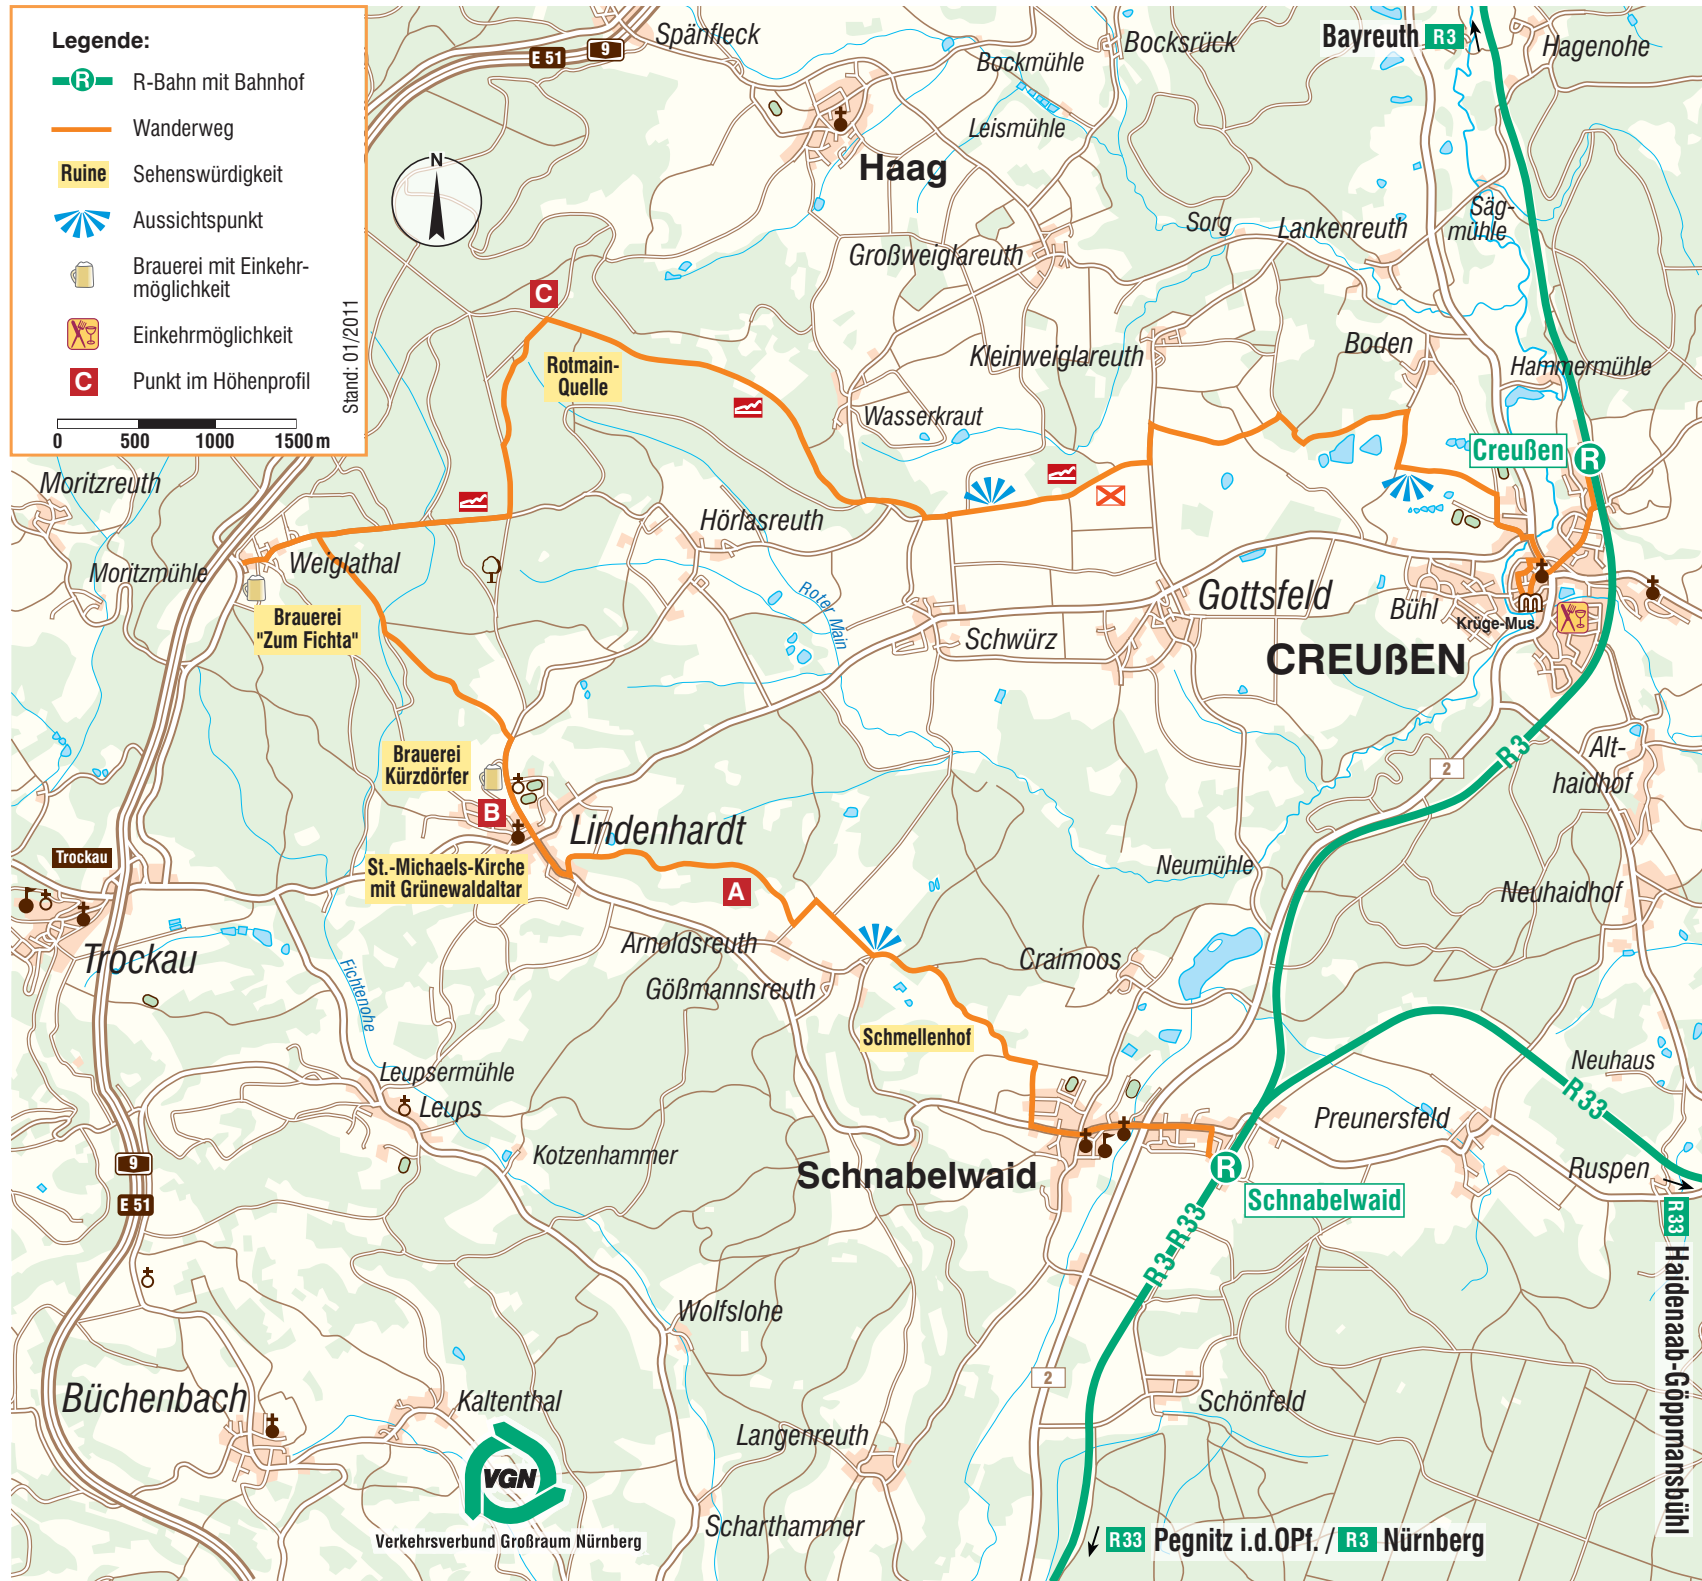 Legende:
R
R-Bahn mit Bahnhof
Wanderweg
Ruine
Sehenswürdigkeit
Aussichtspunkt
Brauerei mit Einkehr-
möglichkeit
Einkehrmöglichkeit
C
Punkt im Höhenprofil
0
500
1000
1500 m
Stand: 01/2011
N
E 51
9
Spänfleck
Bocksrück
Bockmühle
Bayreuth R3
Hagenohe
Leismühle
Haag
Säg-
mühle
Sorg
Lankenreuth
Großweiglareuth
C
Rotmain-
Quelle
Kleinweiglareuth
Boden
Hammermühle
Wasserkraut
Creußen
R
Moritzreuth
Hörlasreuth
Moritzmühle
Weiglathal
Brauerei
"Zum Fichta"
Roter Main
Gottsfeld
Bühl
Krüge-Mus.
Schwürz
CREUßEN
R3
2
Alt-
haidhof
Brauerei
Kürzdörfer
B
Lindenhardt
Trockau
St.-Michaels-Kirche
mit Grünewaldaltar
A
Neumühle
Neuhaidhof
Trockau
Arnoldsreuth
Craimoos
Gößmannsreuth
Fichtenohe
Schmellenhof
Leupsermühle
Leups
Neuhaus
R33
Preunersfeld
Kotzenhammer
Schnabelwaid
R
Ruspen
9
E 51
Schnabelwaid
R3-R33
R33 Haidenaab-Göppmansbühl
Wolfslohe
2
Büchenbach
Kaltenthal
Schönfeld
Langenreuth
VGN
Verkehrsverbund Großraum Nürnberg
Scharthammer
R33 Pegnitz i.d.OPf. / R3 Nürnberg